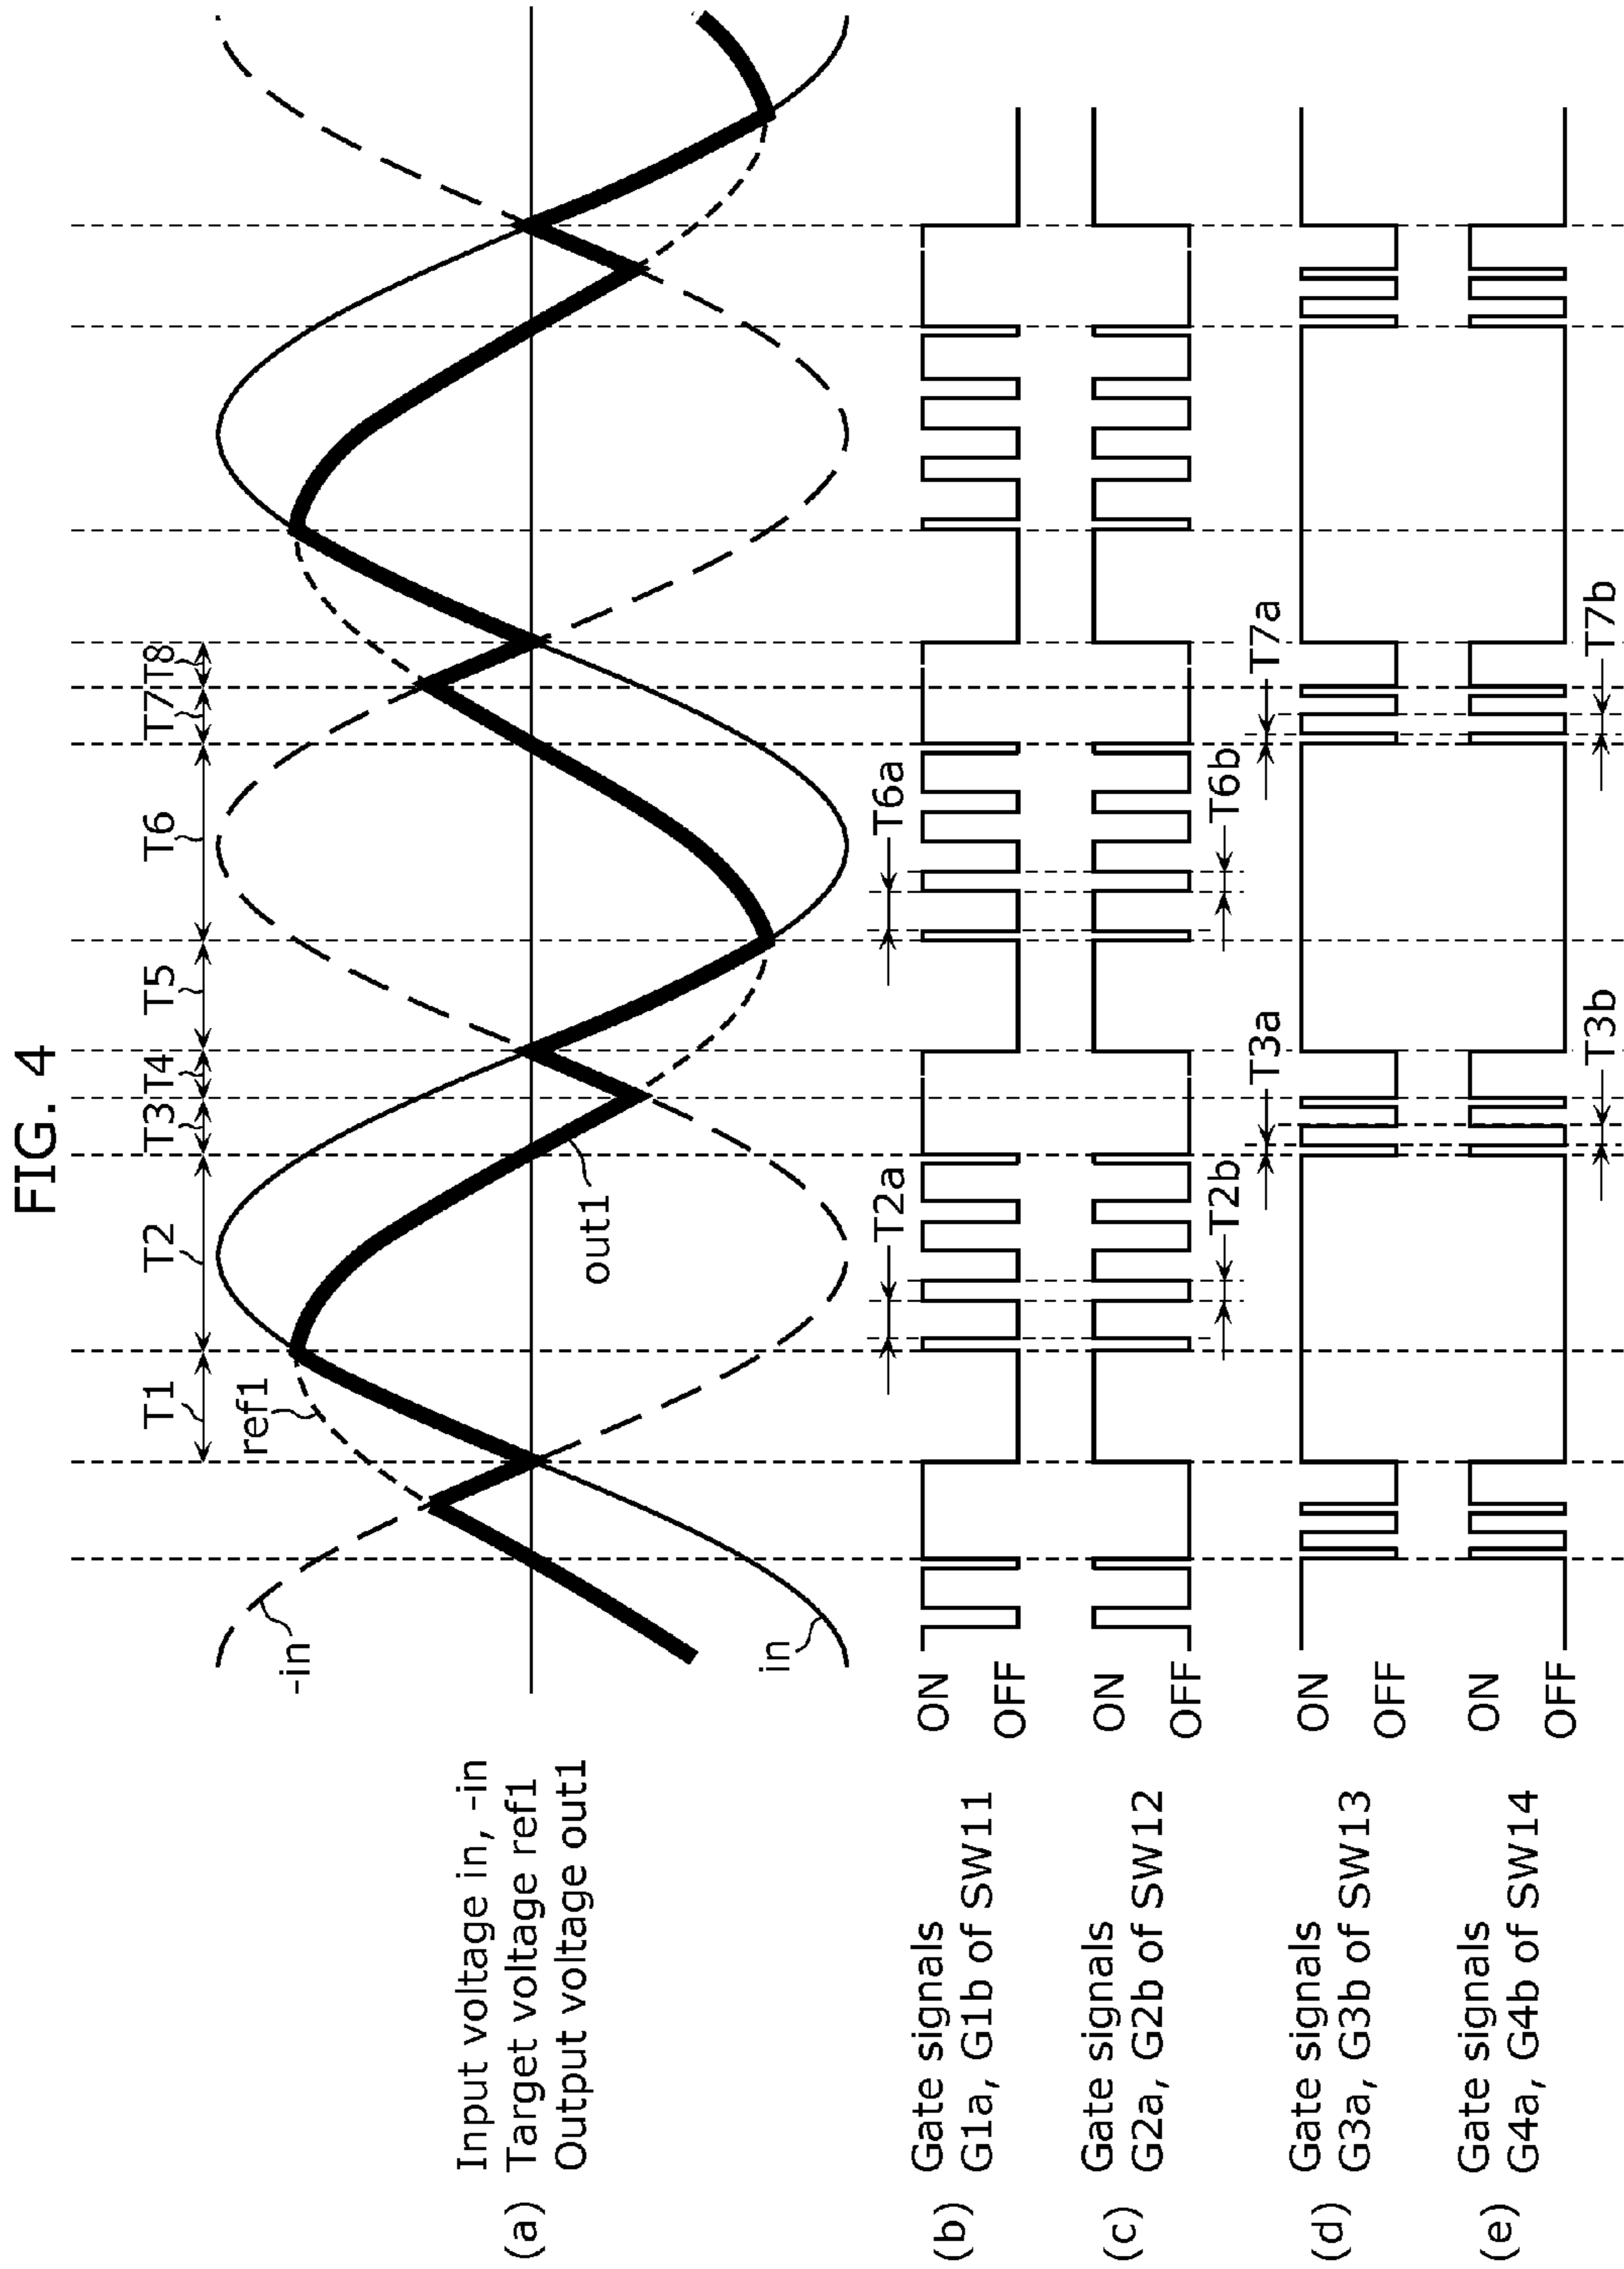 FIG. 4
T1
T2
T3
T4
T5
T6
T7
T8
(a)
Input voltage in, -in
Target voltage ref1
Output voltage out1
-in
in
ref1
out1
(b)
Gate signals
G1a, G1b of SW11
ON
OFF
T2a
T6a
(c)
Gate signals
G2a, G2b of SW12
ON
OFF
T2b
T6b
(d)
Gate signals
G3a, G3b of SW13
ON
OFF
T3a
T7a
(e)
Gate signals
G4a, G4b of SW14
ON
OFF
T3b
T7b